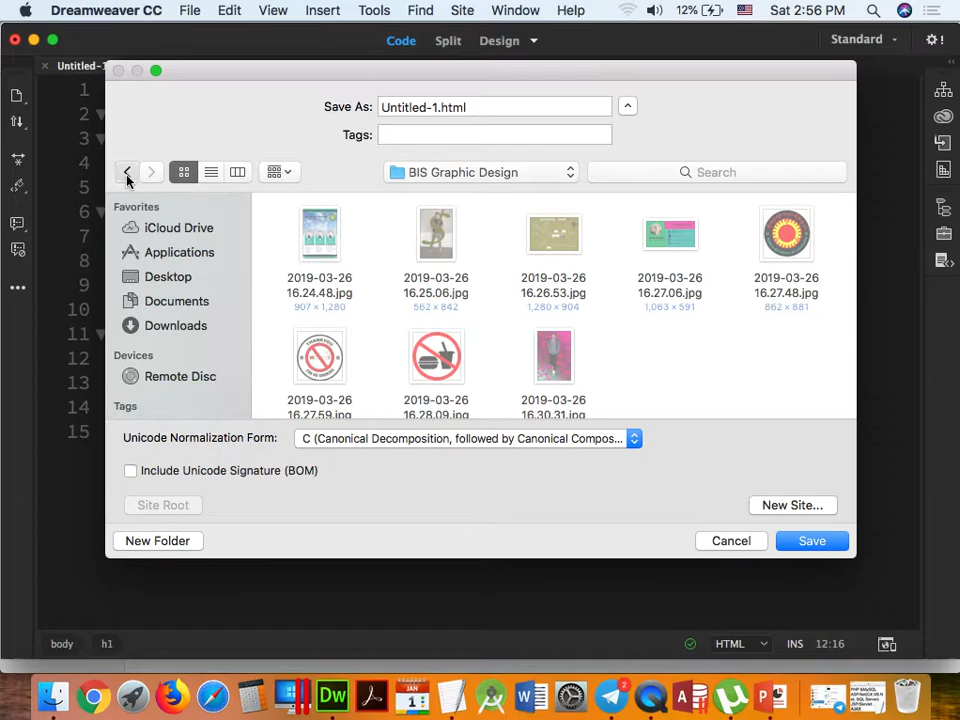 Dreamweaver CC File Edit View Insert Tools Find Site Window Help 12% Sat 2:56 PM
Code Split Design Standard
Untitled-1
Save As: Untitled-1.html
Tags:
BIS Graphic Design Search
Favorites
iCloud Drive
Applications
Desktop
Documents
Downloads
Devices
Remote Disc
Tags
2019-03-26 16.24.48.jpg
907 × 1,280
2019-03-26 16.25.06.jpg
562 × 842
2019-03-26 16.26.53.jpg
1,280 × 904
2019-03-26 16.27.06.jpg
1,063 × 591
2019-03-26 16.27.48.jpg
862 × 881
2019-03-26 16.27.59.jpg
2019-03-26 16.28.09.jpg
2019-03-26 16.30.31.jpg
1
2
3
4
5
6
7
8
9
10
11
12
13
14
15
Unicode Normalization Form: C (Canonical Decomposition, followed by Canonical Compos...
Include Unicode Signature (BOM)
Site Root New Site...
New Folder Cancel Save
body h1 HTML INS 12:16
Dw JAN 1 2